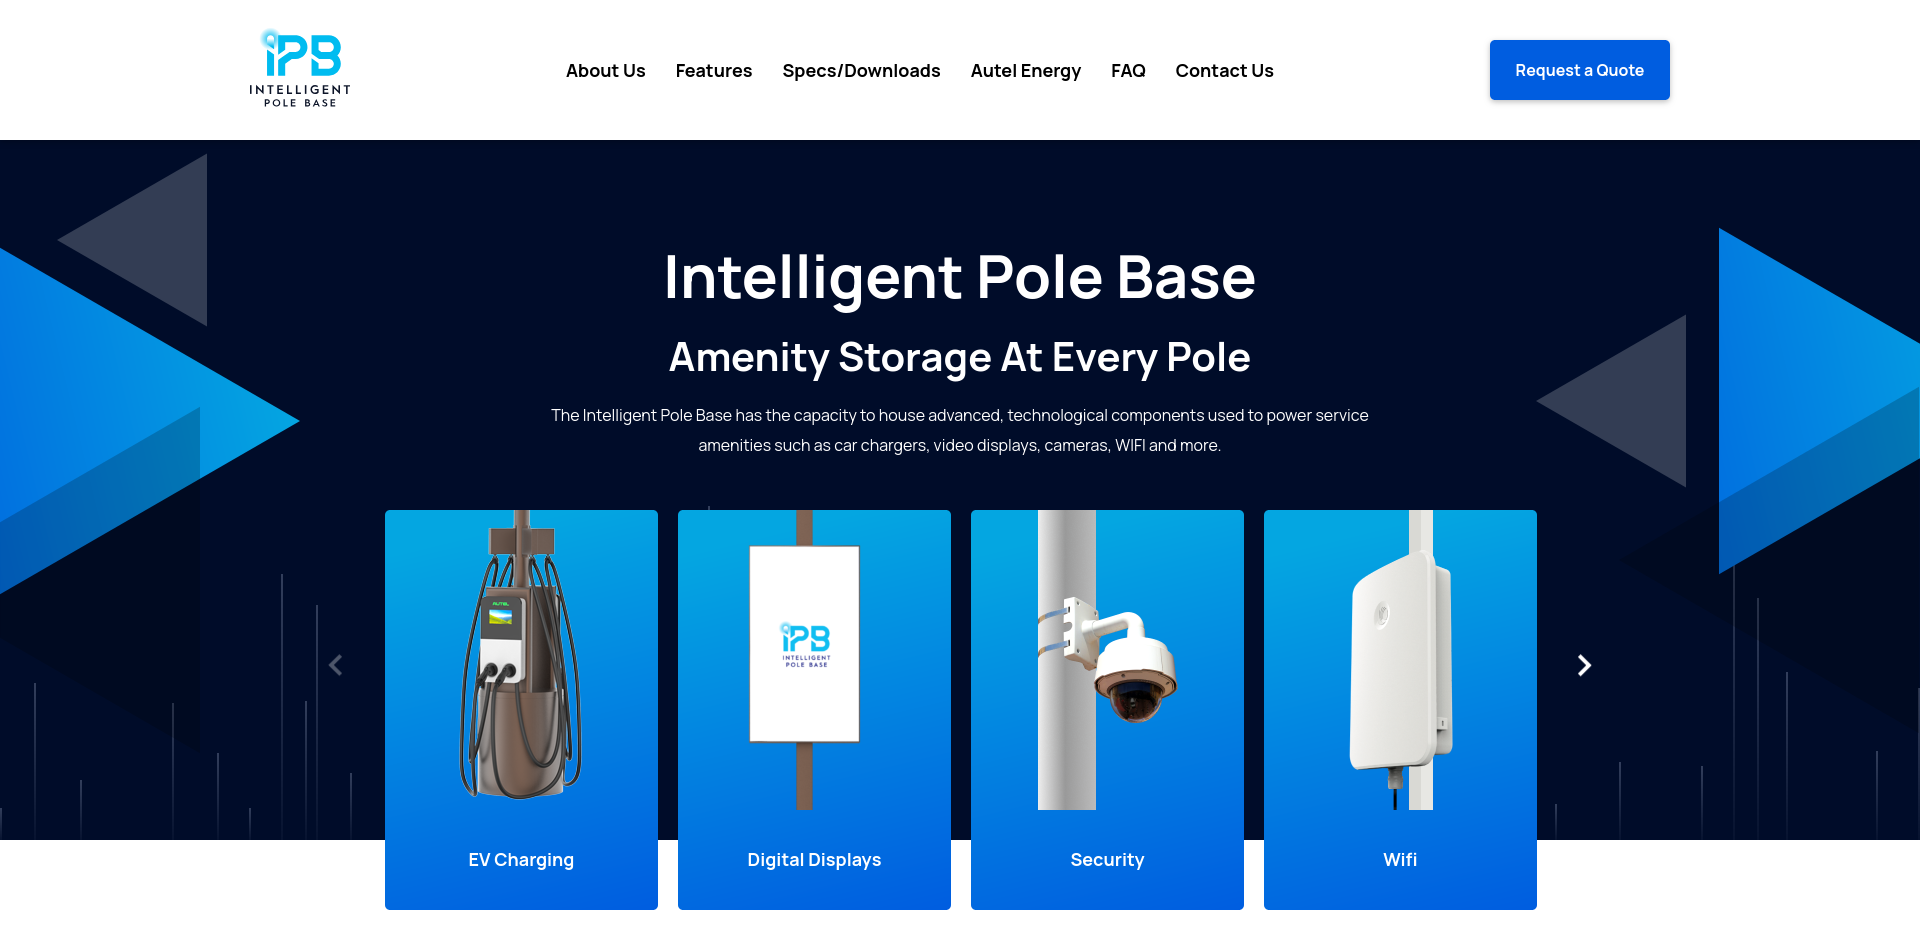 iPB
INTELLIGENT
POLE BASE
About Us
Features
Specs/Downloads
Autel Energy
FAQ
Contact Us
Request a Quote
Intelligent Pole Base
Amenity Storage At Every Pole
The Intelligent Pole Base has the capacity to house advanced, technological components used to power service
amenities such as car chargers, video displays, cameras, WIFI and more.
AUTEL
iPB
INTELLIGENT
POLE BASE
EV Charging
Digital Displays
Security
Wifi